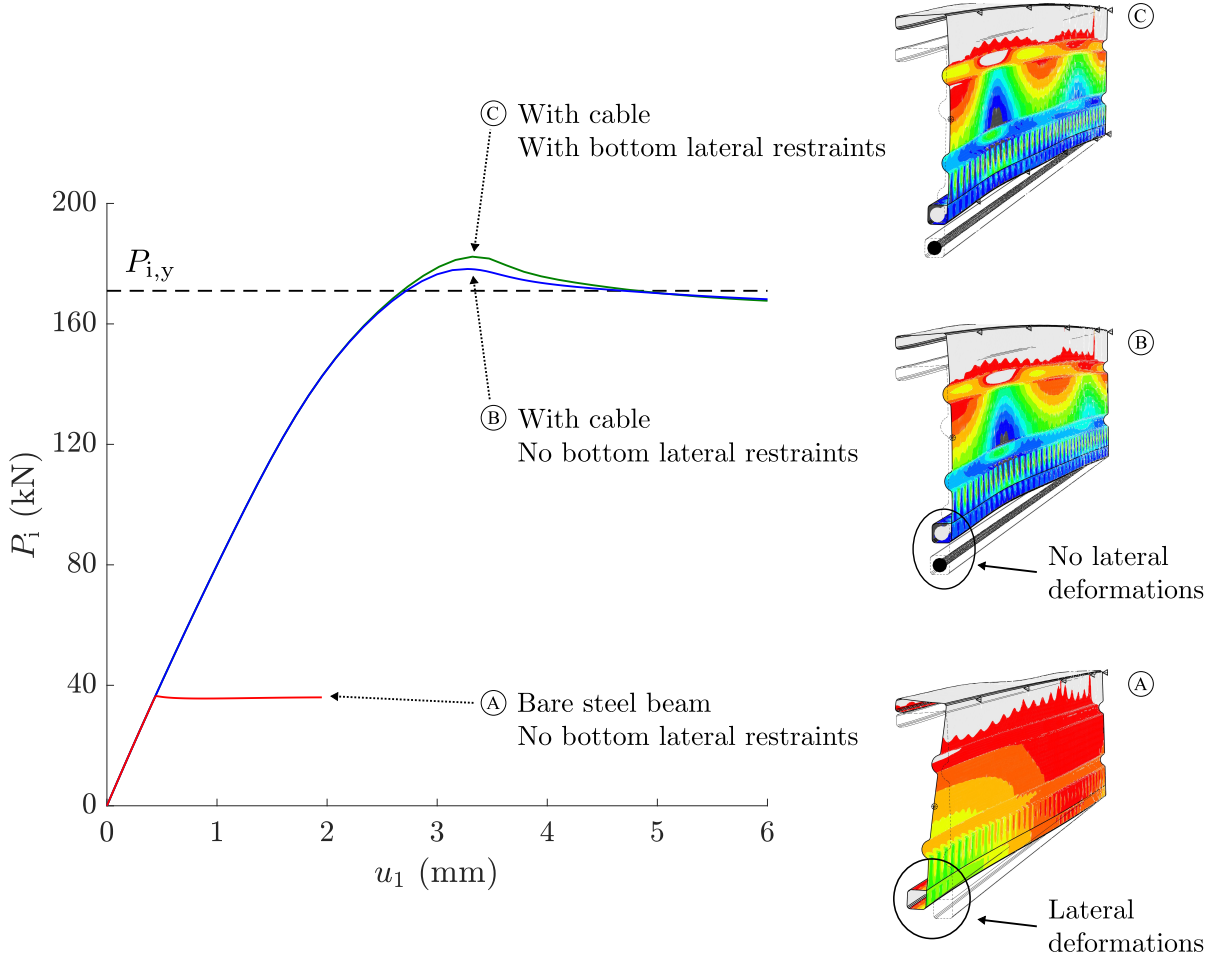 Ⓒ
Ⓒ With cable
With bottom lateral restraints
200
P_i,y
160
Ⓑ
Ⓑ With cable
No bottom lateral restraints
120
P_i (kN)
80
No lateral
deformations
40
Ⓐ
Ⓐ Bare steel beam
No bottom lateral restraints
0
0 1 2 3 4 5 6
u_1 (mm)
Lateral
deformations